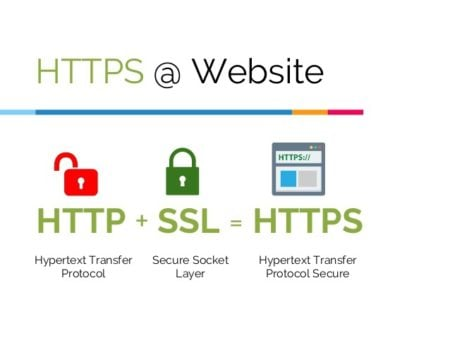 HTTPS @ Website
HTTPS://
HTTP + SSL = HTTPS
Hypertext Transfer Protocol
Secure Socket Layer
Hypertext Transfer Protocol Secure